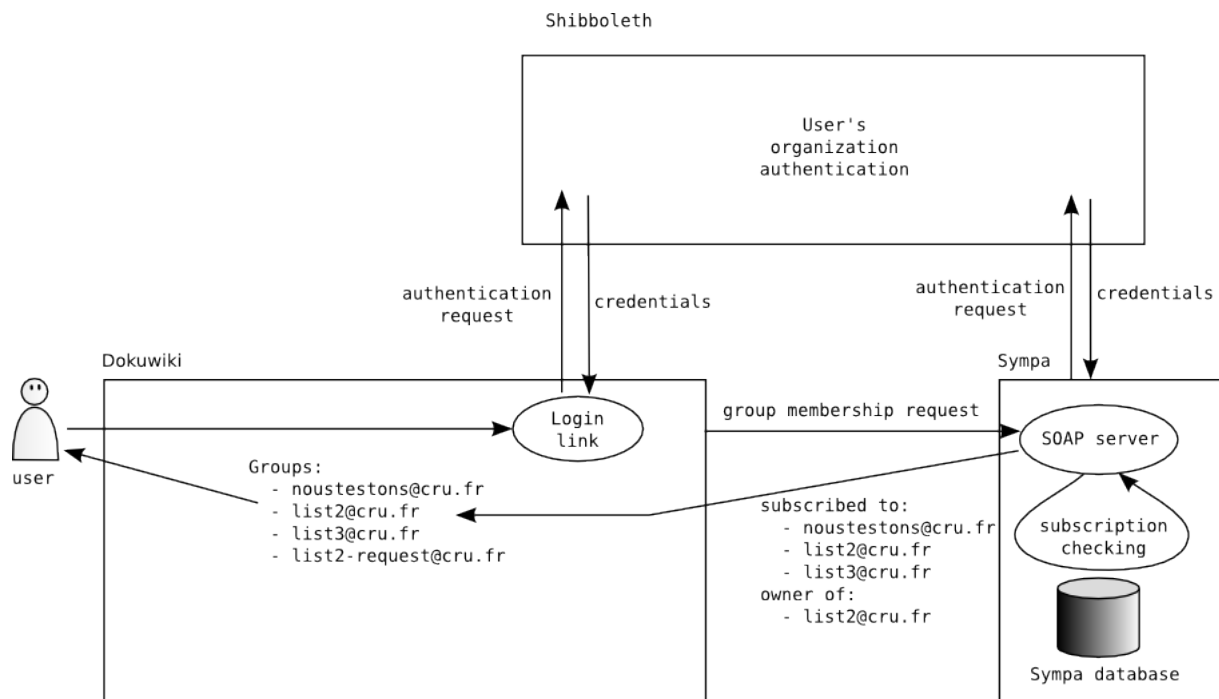 Shibboleth
User's
organization
authentication
authentication
request
credentials
authentication
request
credentials
Dokuwiki
Sympa
user
Login
link
group membership request
SOAP server
Groups:
- noustestons@cru.fr
- list2@cru.fr
- list3@cru.fr
- list2-request@cru.fr
subscribed to:
- noustestons@cru.fr
- list2@cru.fr
- list3@cru.fr
owner of:
- list2@cru.fr
subscription
checking
Sympa database